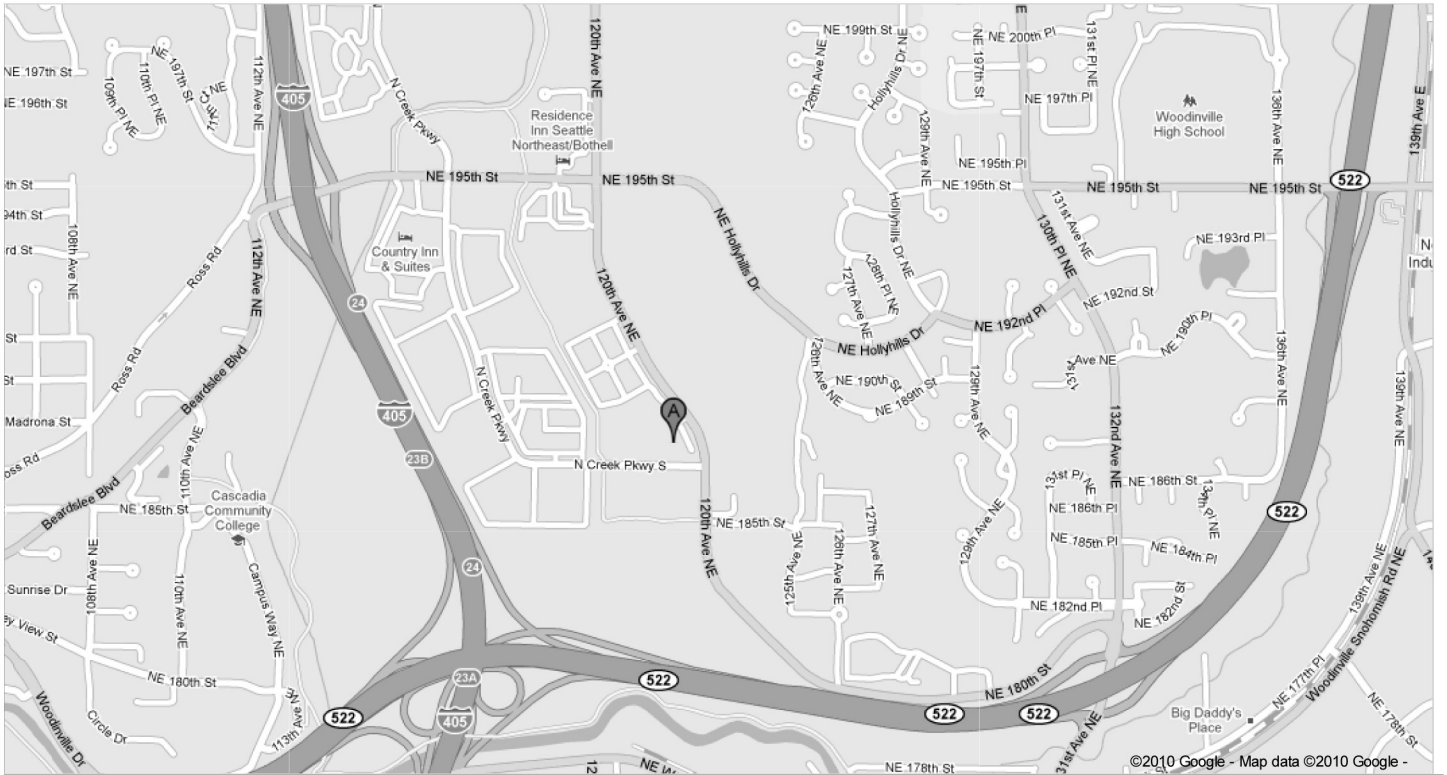 NE 197th St
NE 196th St
109th Pl NE
110th Pl NE
NE 197th St
112th Ave NE
405
N Creek Pkwy
120th Ave NE
Residence
Inn Seattle
Northeast/Bothell
NE 199th St
126th Ave NE
Hollyhills Dr NE
129th Ave NE
NE 200th Pl
NE 197th St
NE 197th Pl
131st Pl NE
E
Woodinville
High School
136th Ave NE
139th Ave E
NE 195th St
NE 195th St
NE 195th Pl
NE 195th St
NE 195th St
NE 195th St
522
94th St
108th Ave NE
Ross Rd
112th Ave NE
Country Inn
& Suites
24
120th Ave NE
NE Hollyhills Dr
Hollyhills Dr NE
127th Ave NE
128th Pl NE
130th Pl NE
131st Ave NE
NE 193rd Pl
NE 192nd St
NE 192nd Pl
NE Hollyhills Dr
NE 190th Pl
Ross Rd
Beardslee Blvd
N Creek Pkwy
405
A
126th Ave NE
NE 190th St
NE 189th St
129th Ave NE
131st Ave NE
132nd Ave NE
136th Ave NE
139th Ave NE
Madrona St
oss Rd
23B
N Creek Pkwy S
110th Ave NE
Beardslee Blvd
NE 185th St
Cascadia
Community
College
120th Ave NE
NE 185th St
125th Ave NE
126th Ave NE
127th Ave NE
129th Ave NE
131st Pl NE
NE 186th St
NE 186th Pl
NE 185th Pl
NE 184th Pl
522
108th Ave NE
Sunrise Dr
110th Ave NE
Campus Way NE
24
NE 182nd Pl
NE 182nd St
139th Ave NE
Woodinville Snohomish Rd NE
ey View St
NE 180th St
Circle Dr
113th Ave NE
Woodinville Dr
522
23A
405
522
NE 180th St
522
522
131st Ave NE
NE 178th St
Big Daddy's
Place
NE 177th Pl
NE 178th St
©2010 Google - Map data ©2010 Google -